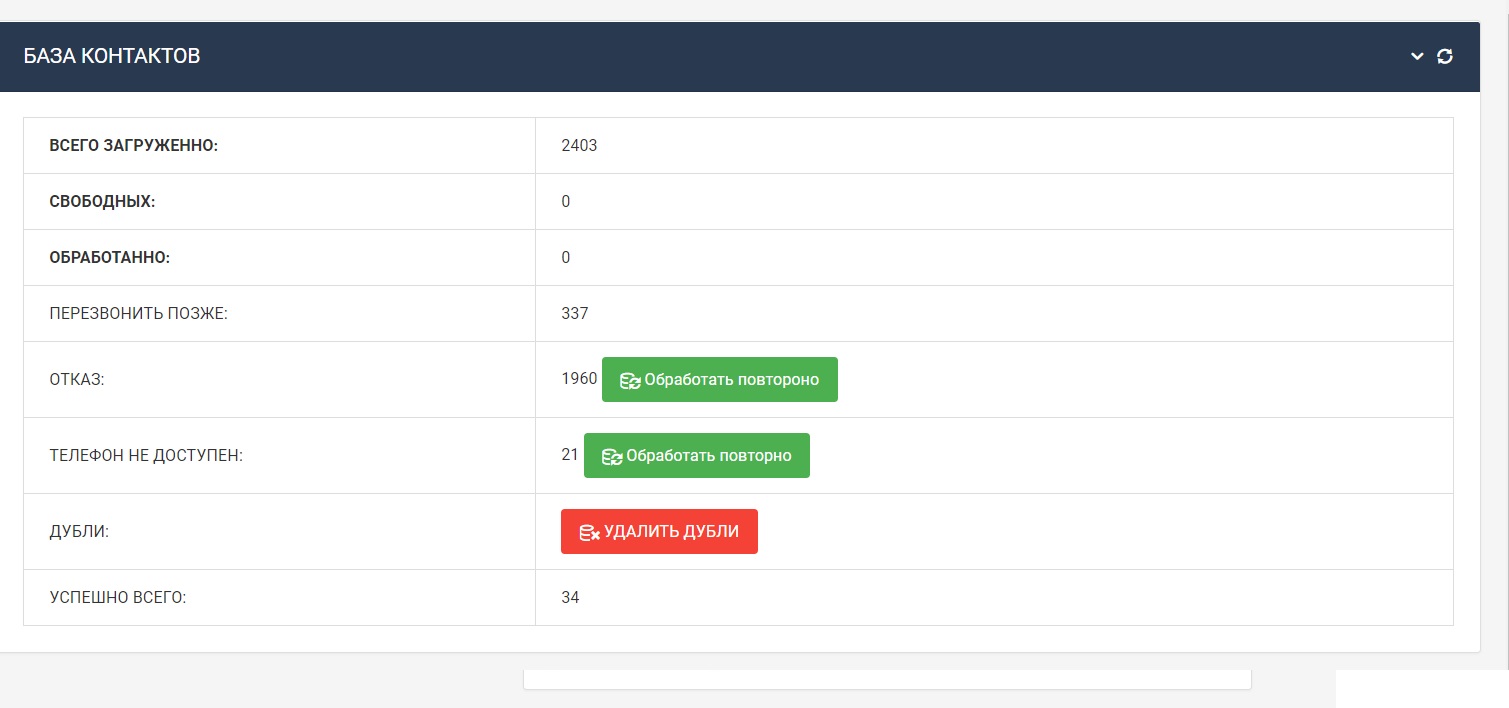 БАЗА КОНТАКТОВ
ВСЕГО ЗАГРУЖЕННО: 2403
СВОБОДНЫХ: 0
ОБРАБОТАННО: 0
ПЕРЕЗВОНИТЬ ПОЗЖЕ: 337
ОТКАЗ: 1960 Обработать повтороно
ТЕЛЕФОН НЕ ДОСТУПЕН: 21 Обработать повторно
ДУБЛИ: УДАЛИТЬ ДУБЛИ
УСПЕШНО ВСЕГО: 34